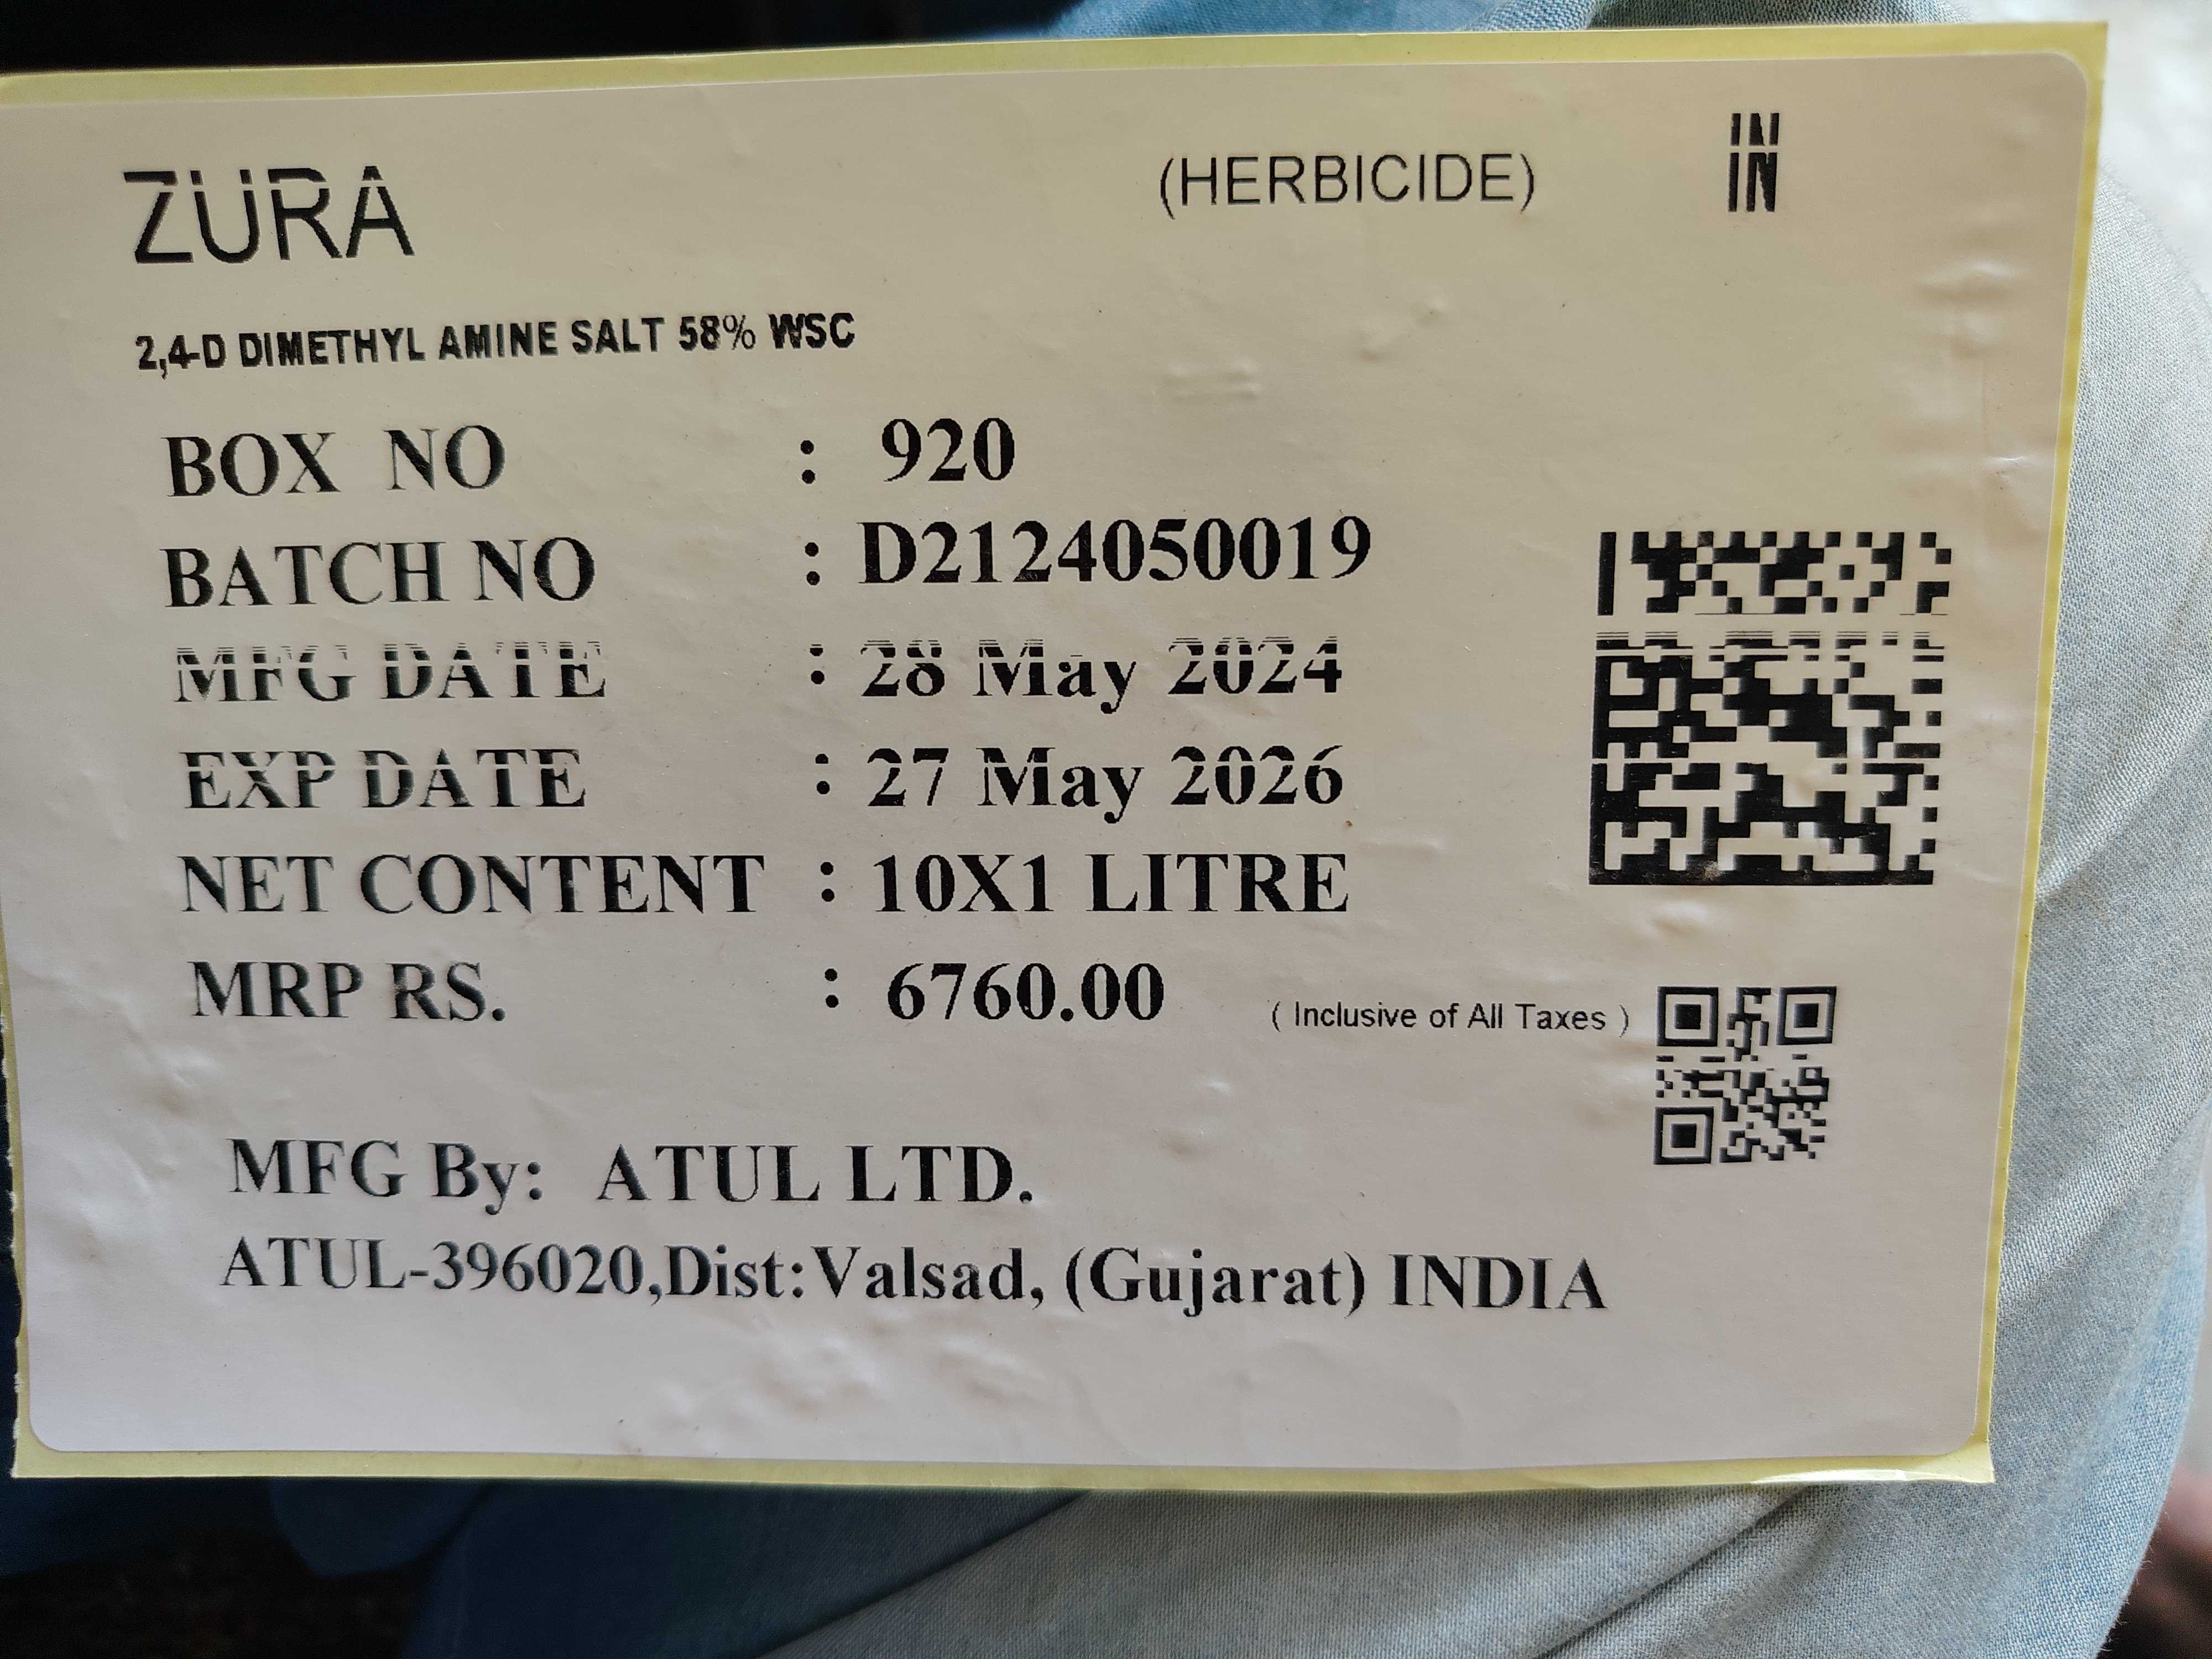 ZURA (HERBICIDE) IN
2,4-D DIMETHYL AMINE SALT 58% WSC
BOX NO : 920
BATCH NO : D2124050019
MFG DATE : 28 May 2024
EXP DATE : 27 May 2026
NET CONTENT : 10X1 LITRE
MRP RS. : 6760.00 ( Inclusive of All Taxes )
MFG By: ATUL LTD.
ATUL-396020,Dist:Valsad, (Gujarat) INDIA